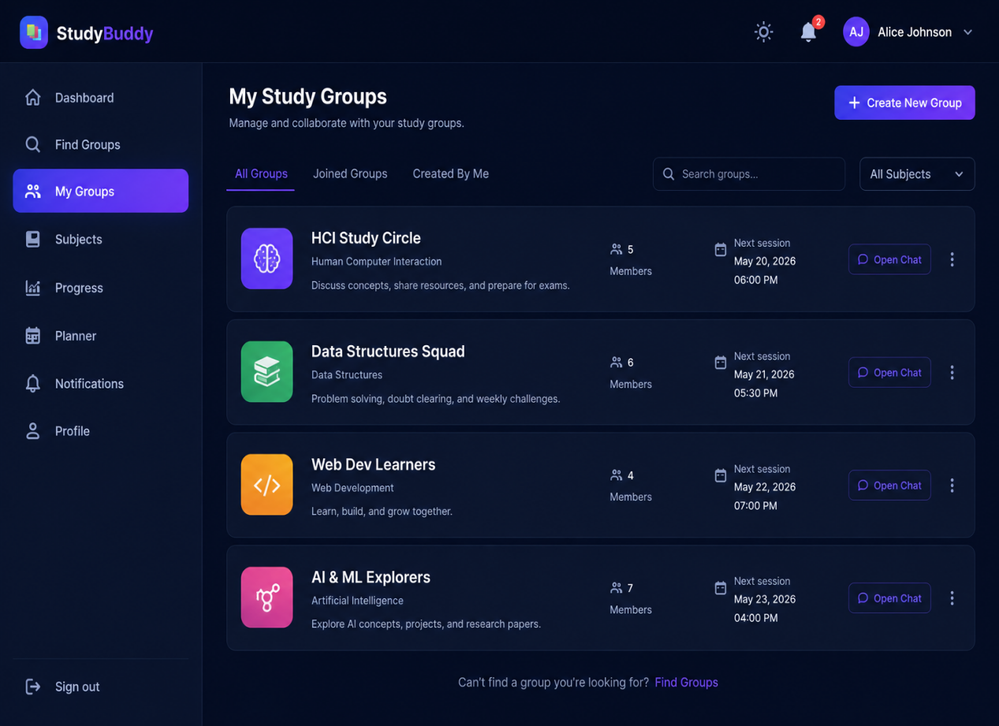 StudyBuddy
2
AJ
Alice Johnson
Dashboard
Find Groups
My Groups
Subjects
Progress
Planner
Notifications
Profile
Sign out
My Study Groups
Manage and collaborate with your study groups.
+ Create New Group
All Groups
Joined Groups
Created By Me
Search groups...
All Subjects
HCI Study Circle
Human Computer Interaction
Discuss concepts, share resources, and prepare for exams.
5
Members
Next session
May 20, 2026
06:00 PM
Open Chat
Data Structures Squad
Data Structures
Problem solving, doubt clearing, and weekly challenges.
6
Members
Next session
May 21, 2026
05:30 PM
Open Chat
</>
Web Dev Learners
Web Development
Learn, build, and grow together.
4
Members
Next session
May 22, 2026
07:00 PM
Open Chat
AI & ML Explorers
Artificial Intelligence
Explore AI concepts, projects, and research papers.
7
Members
Next session
May 23, 2026
04:00 PM
Open Chat
Can't find a group you're looking for? Find Groups